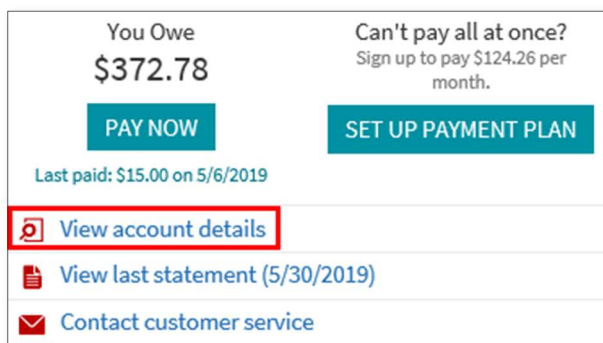 You Owe
$372.78
PAY NOW
Last paid: $15.00 on 5/6/2019
Can't pay all at once?
Sign up to pay $124.26 per
month.
SET UP PAYMENT PLAN
View account details
View last statement (5/30/2019)
Contact customer service